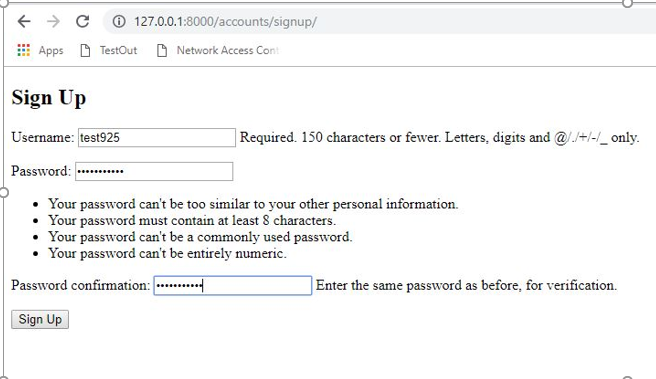 127.0.0.1:8000/accounts/signup/
Apps TestOut Network Access Cont
Sign Up
Username: test925 Required. 150 characters or fewer. Letters, digits and @/./+/-/_ only.
Password: •••••••••••
• Your password can't be too similar to your other personal information.
• Your password must contain at least 8 characters.
• Your password can't be a commonly used password.
• Your password can't be entirely numeric.
Password confirmation: ••••••••••• Enter the same password as before, for verification.
Sign Up